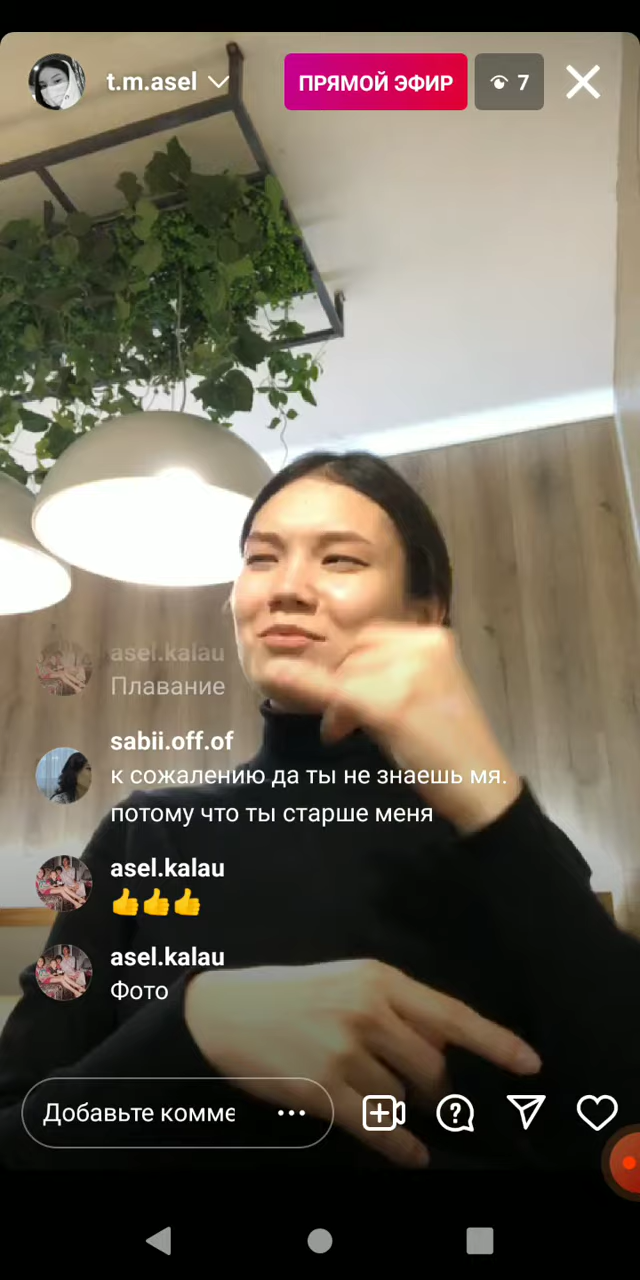 t.m.asel
ПРЯМОЙ ЭФИР
7
asel.kalau
Плавание
sabii.off.of
к сожалению да ты не знаешь мя.
потому что ты старше меня
asel.kalau
👍👍👍
asel.kalau
Фото
Добавьте комме